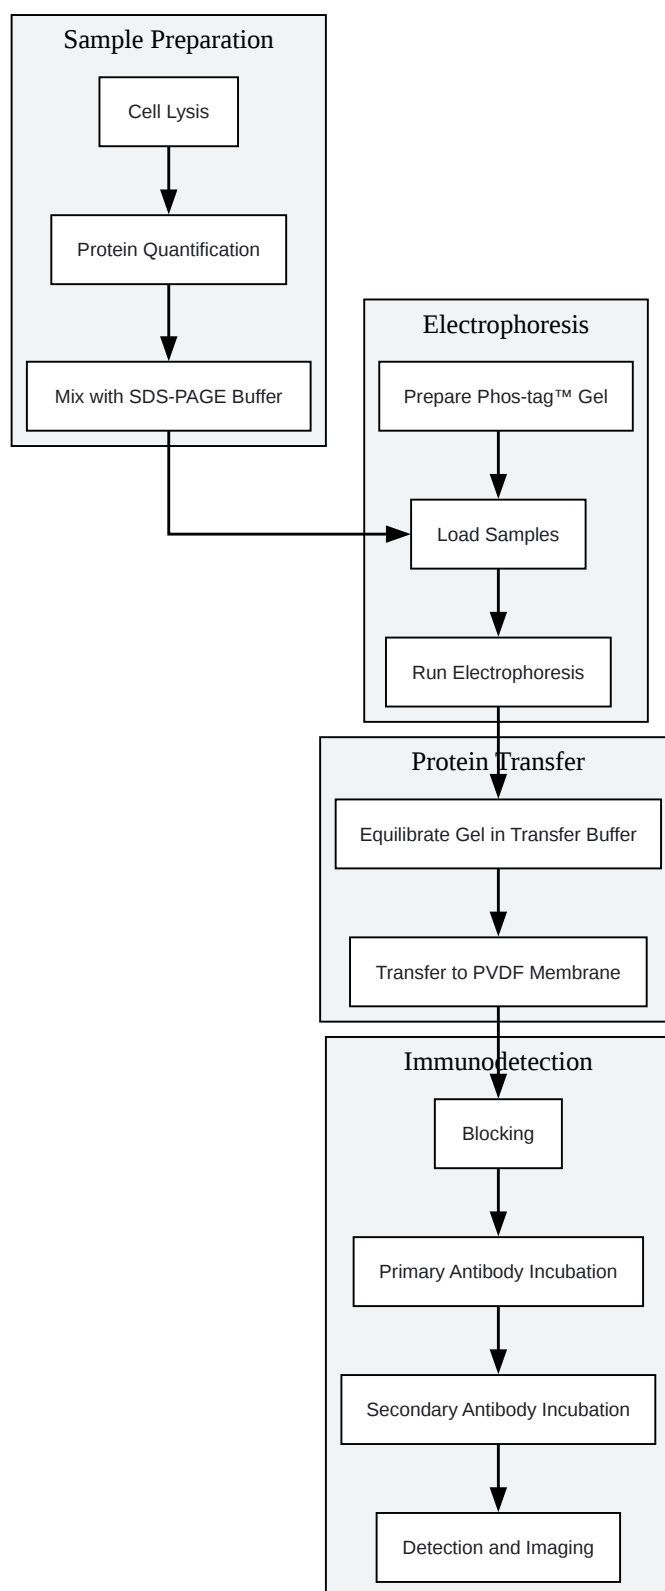 Sample Preparation
Cell Lysis
Protein Quantification
Mix with SDS-PAGE Buffer
Electrophoresis
Prepare Phos-tag™ Gel
Load Samples
Run Electrophoresis
Protein Transfer
Equilibrate Gel in Transfer Buffer
Transfer to PVDF Membrane
Immunodetection
Blocking
Primary Antibody Incubation
Secondary Antibody Incubation
Detection and Imaging